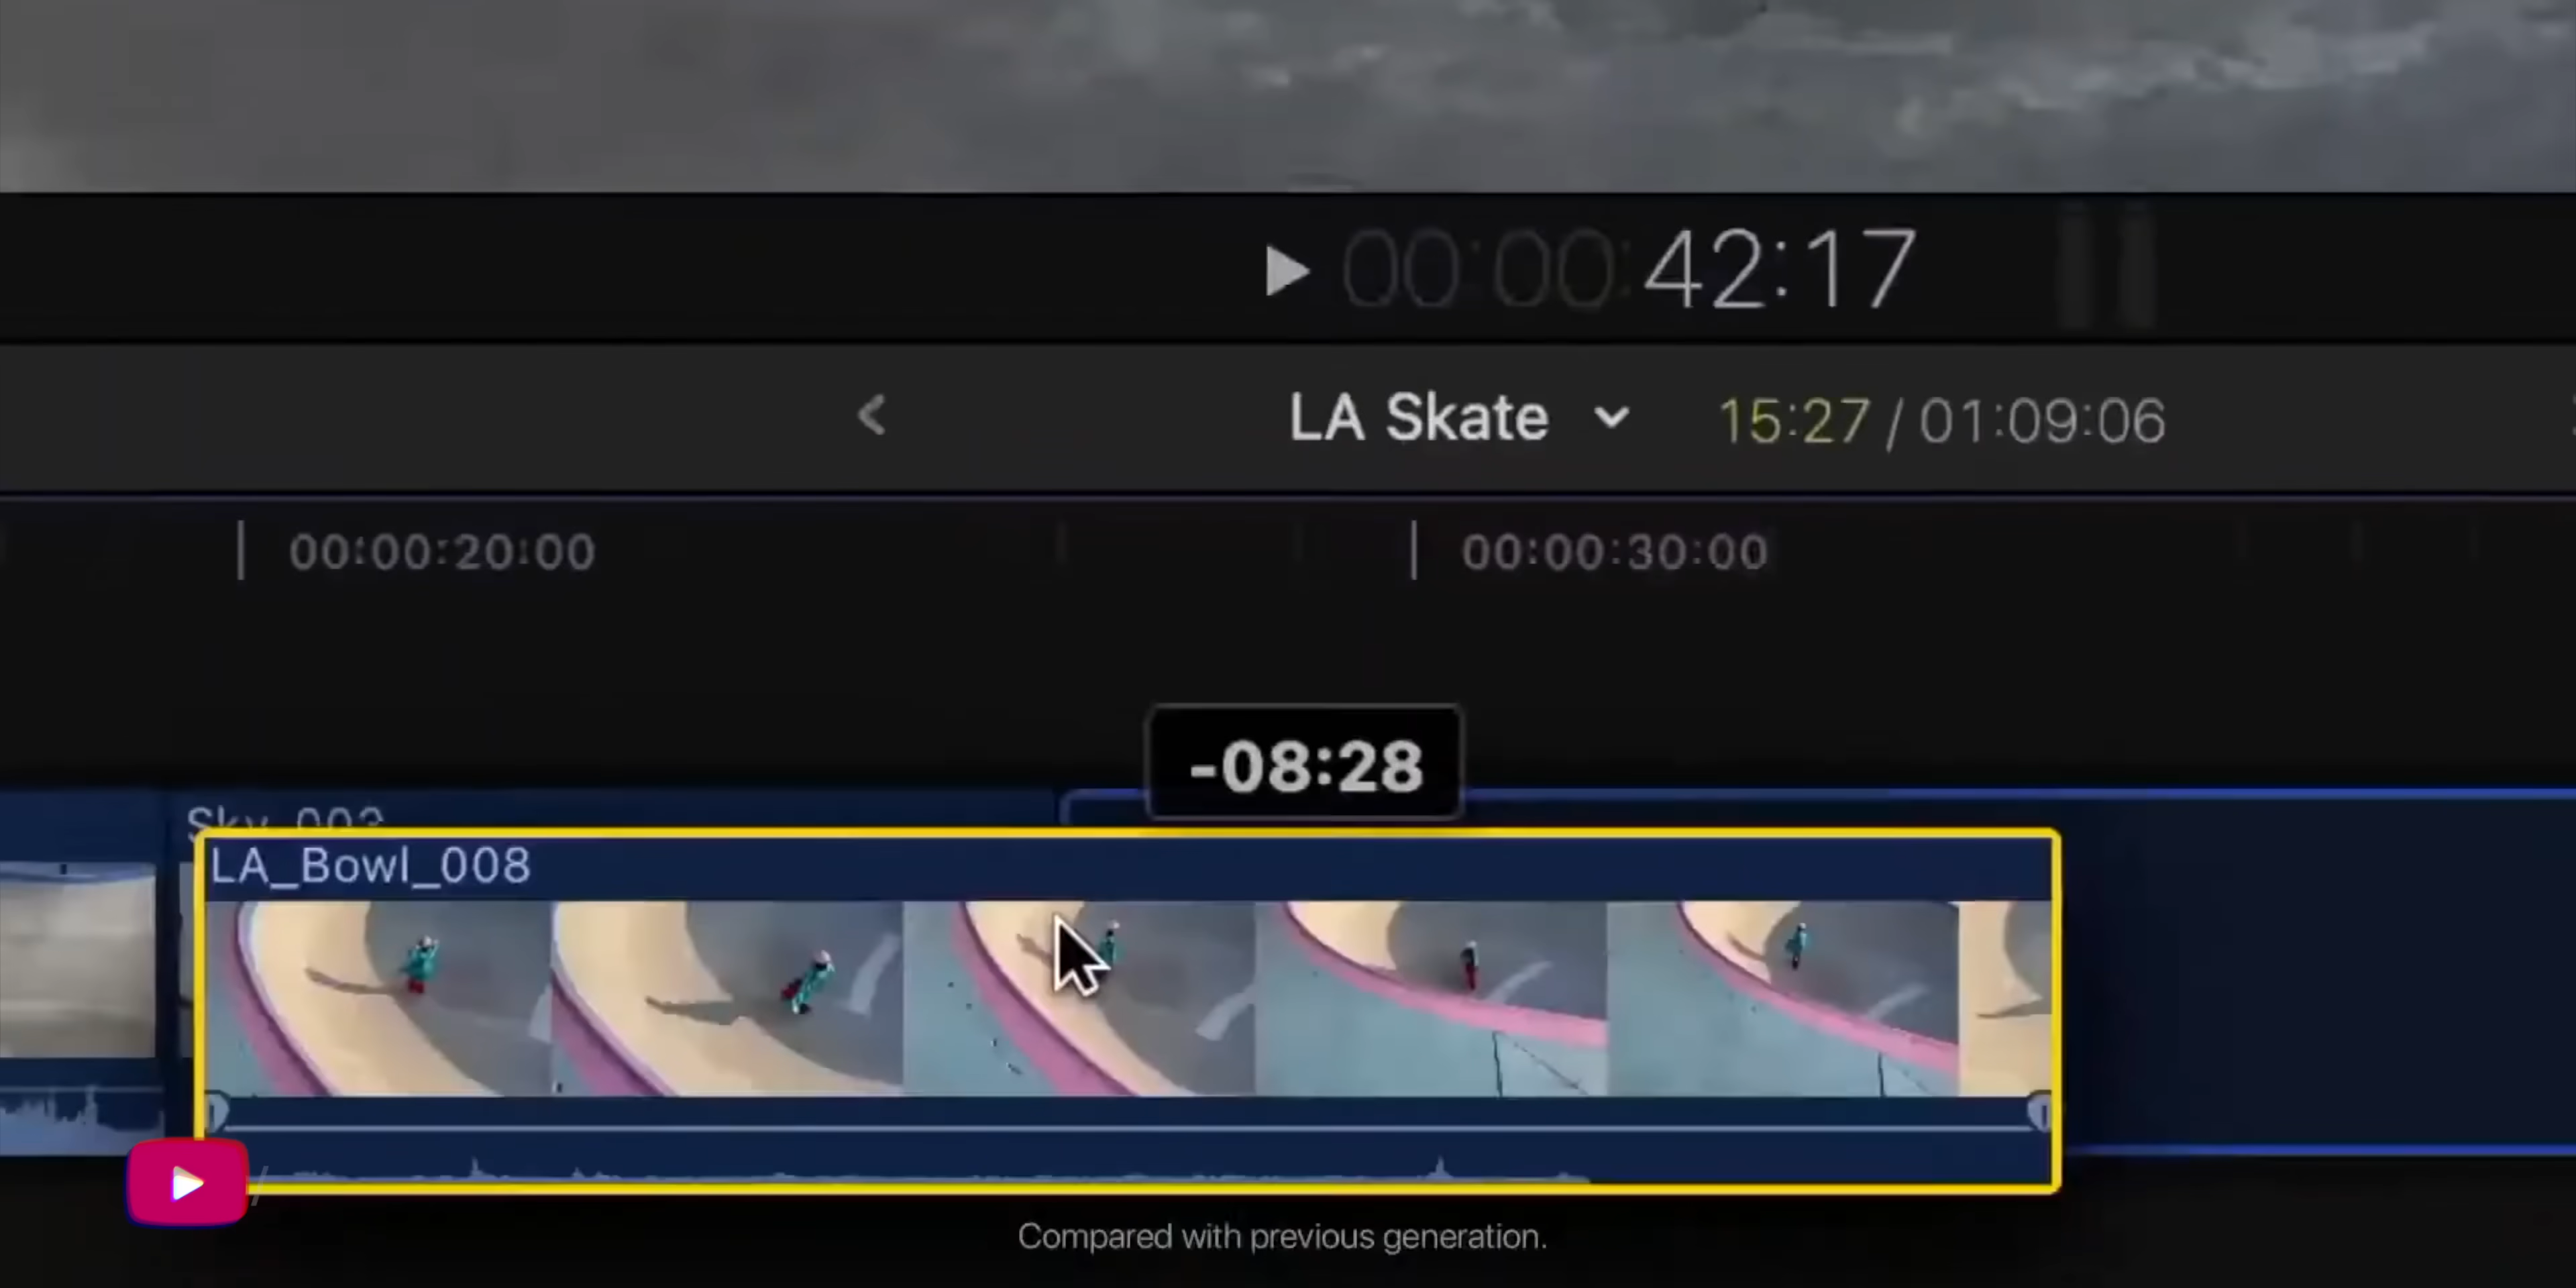 00:00:42:17
LA Skate 15:27 / 01:09:06
00:00:20:00 00:00:30:00
-08:28
Sky_003
LA_Bowl_008
Compared with previous generation.